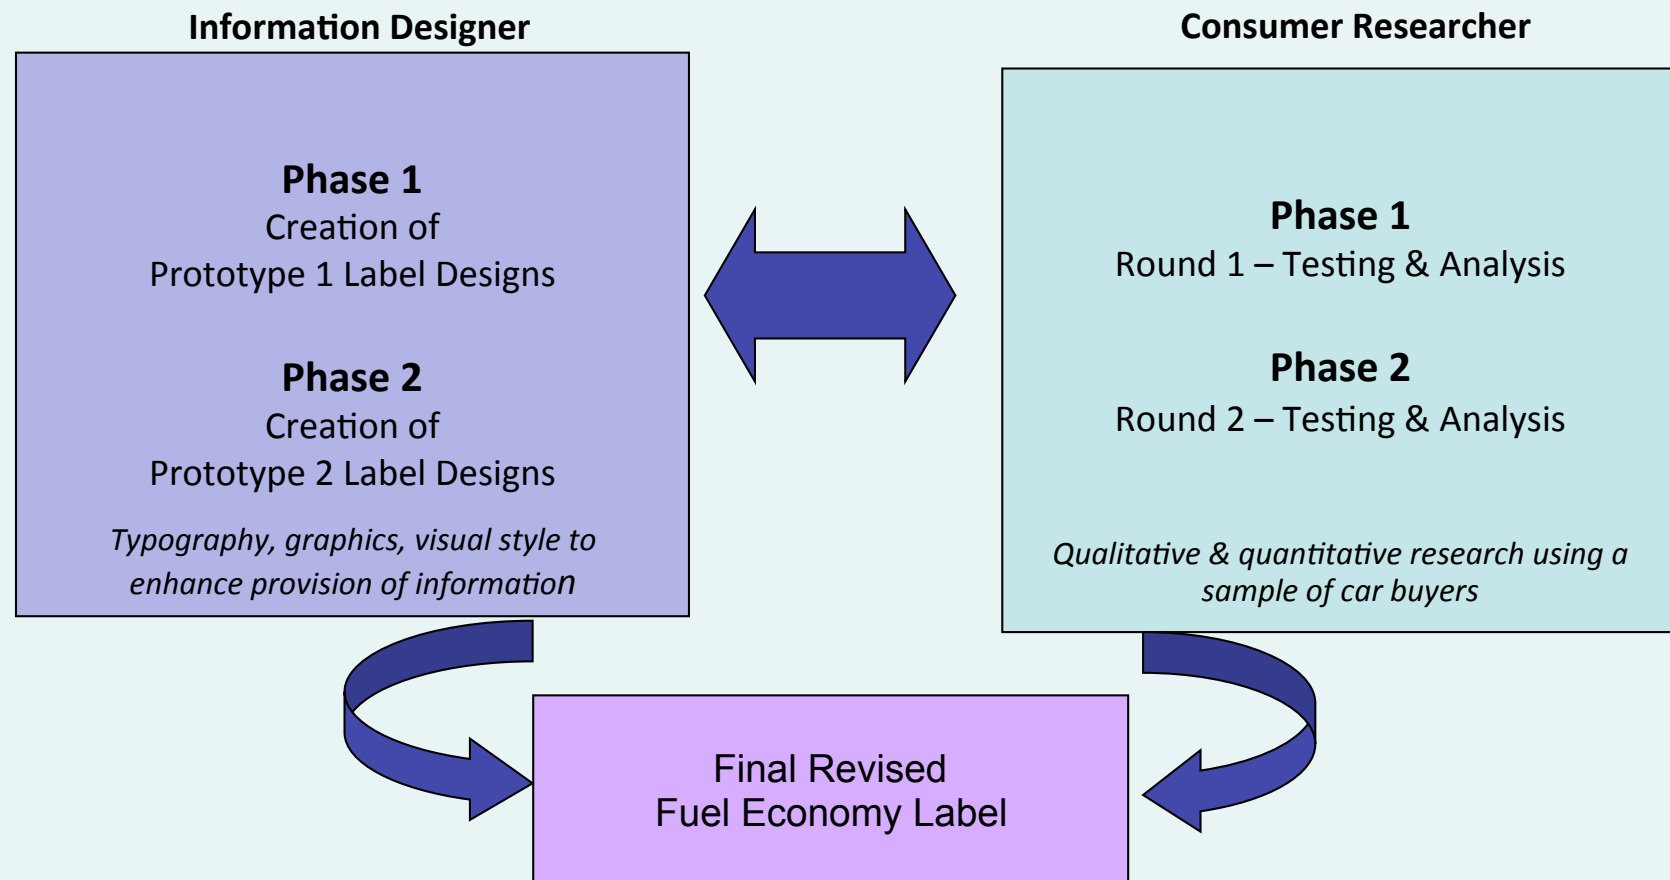 Information Designer
Phase 1
Creation of
Prototype 1 Label Designs
Phase 2
Creation of
Prototype 2 Label Designs
Typography, graphics, visual style to
enhance provision of information
Consumer Researcher
Phase 1
Round 1 – Testing & Analysis
Phase 2
Round 2 – Testing & Analysis
Qualitative & quantitative research using a
sample of car buyers
Final Revised
Fuel Economy Label